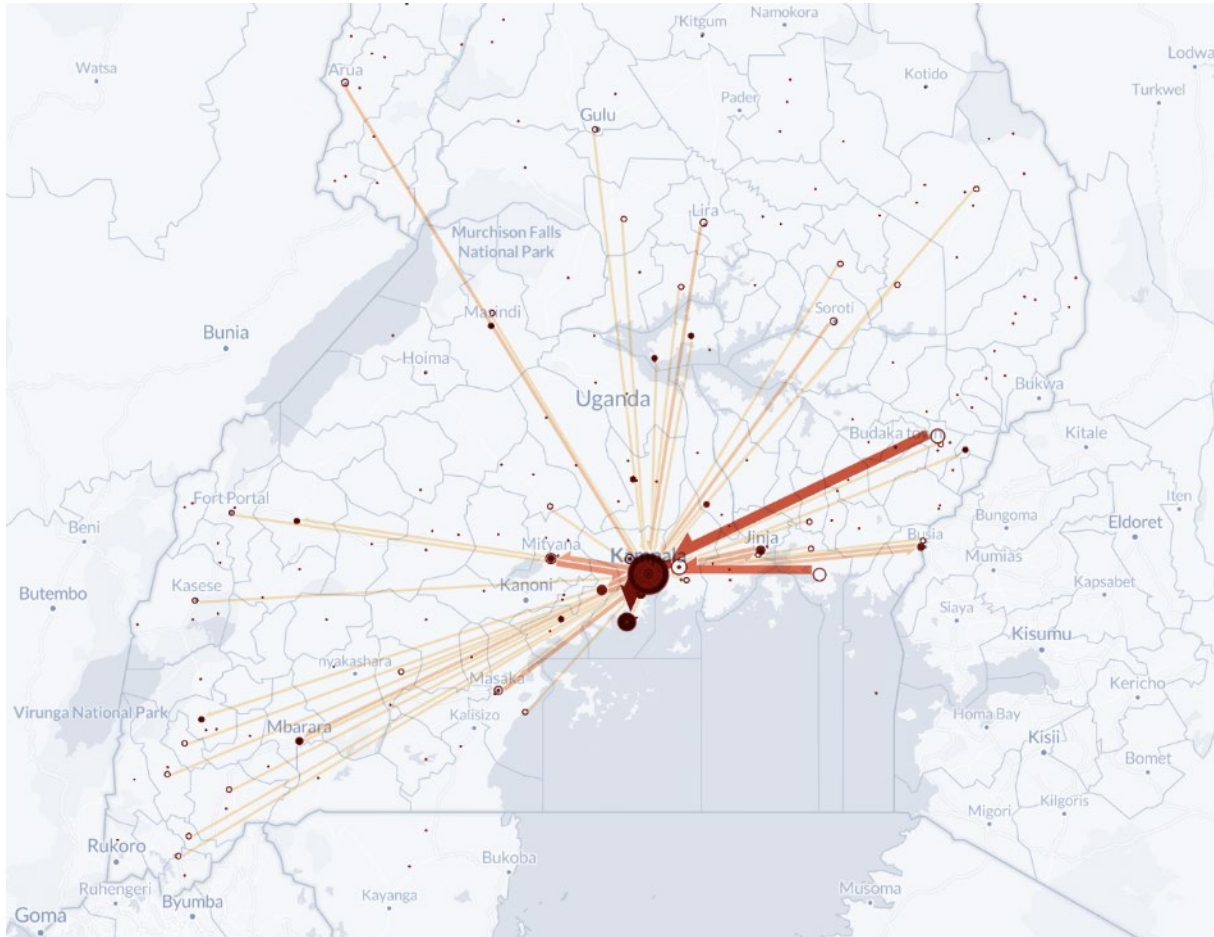 Kitgum
Namokora
Lodwa
Watsa
Arua
Kotido
Turkwel
Pader
Gulu
Lira
Murchison Falls
National Park
Masindi
Soroti
Bunia
Hoima
Bukwa
Uganda
Budaka town
Kitale
Fort Portal
Iten
Bungoma
Eldoret
Beni
Jinja
Busia
Mityana
Kampala
Mumias
Kasese
Kanoni
Kapsabet
Butembo
Siaya
Kisumu
nyakashara
Masaka
Kericho
Virunga National Park
Mbarara
Kalisizo
Homa Bay
Kisii
Bomet
Migori
Kilgoris
Rukoro
Bukoba
Ruhengeri
Kayanga
Musoma
Byumba
Goma